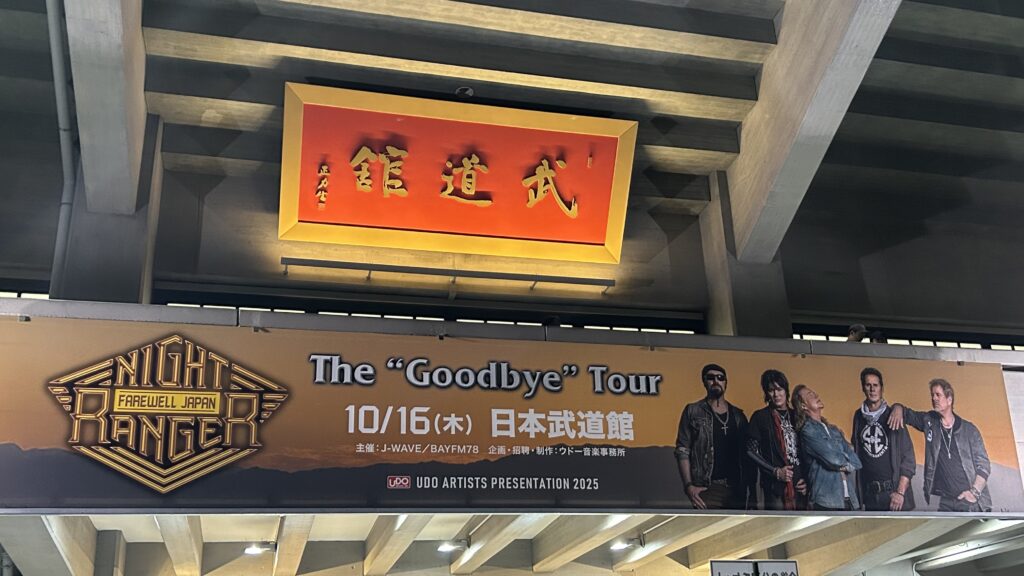 武道館
NIGHT
FAREWELL JAPAN
RANGER
The “Goodbye” Tour
10/16(木) 日本武道館
主催:J-WAVE/BAYFM78 企画・招聘・制作:ウドー音楽事務所
UDO UDO ARTISTS PRESENTATION 2025